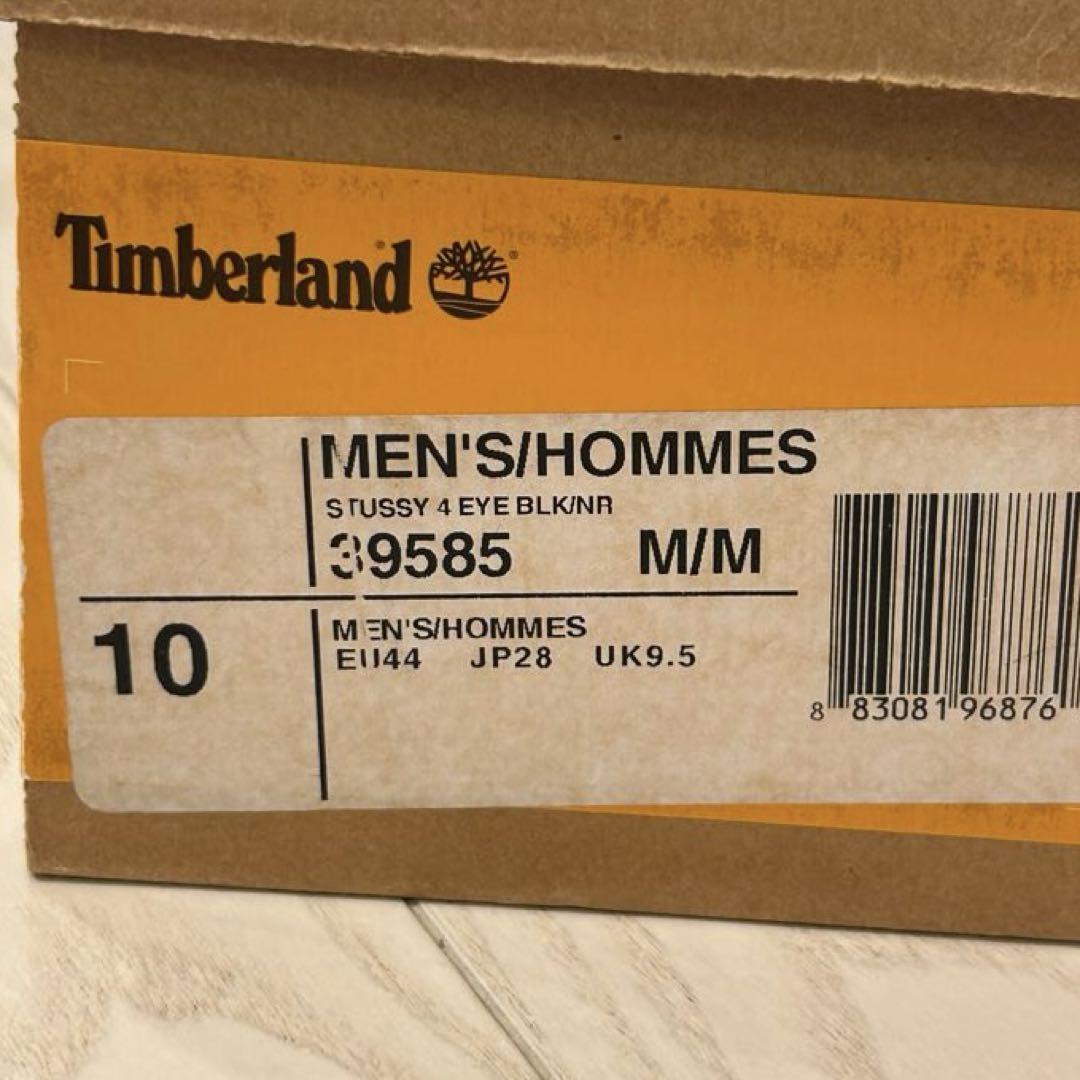 Timberland®
MEN'S/HOMMES
STUSSY 4 EYE BLK/NR
39585 M/M
10
MEN'S/HOMMES
EU44 JP28 UK9.5
8 83081 96876